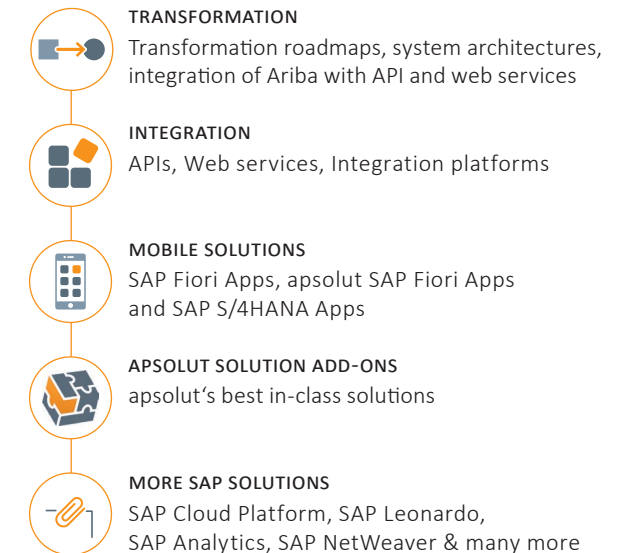 TRANSFORMATION
Transformation roadmaps, system architectures,
integration of Ariba with API and web services
INTEGRATION
APIs, Web services, Integration platforms
MOBILE SOLUTIONS
SAP Fiori Apps, apsolut SAP Fiori Apps
and SAP S/4HANA Apps
APSOLUT SOLUTION ADD-ONS
apsolut‘s best in-class solutions
MORE SAP SOLUTIONS
SAP Cloud Platform, SAP Leonardo,
SAP Analytics, SAP NetWeaver & many more